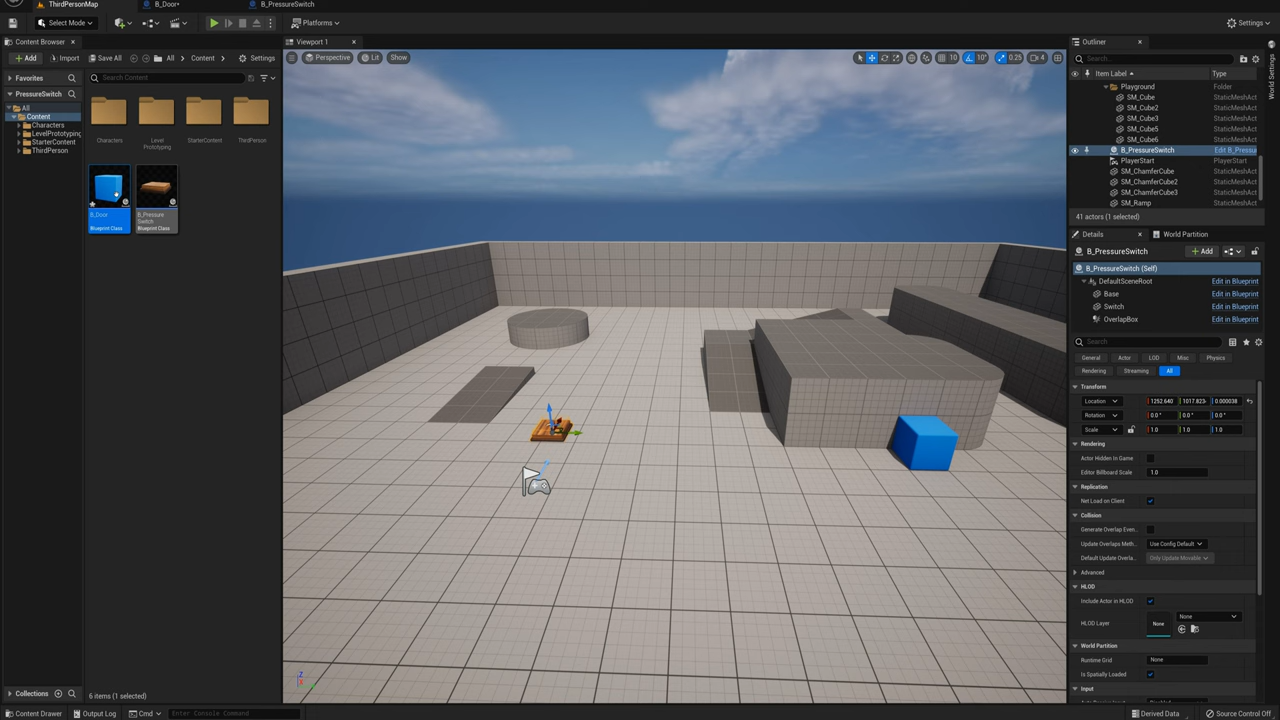 ThirdPersonMap
B_Door*
B_PressureSwitch
Select Mode
Platforms
Settings
Content Browser
Add
Import
Save All
All
Content
Settings
Favorites
Search Content
PressureSwitch
All
Content
Characters
LevelPrototyping
StarterContent
ThirdPerson
Characters
Level
Prototyping
StarterContent
ThirdPerson
B_Door
Blueprint Class
B_Pressure
Switch
Blueprint Class
6 items (1 selected)
Collections
Viewport 1
Perspective
Lit
Show
10
10°
0.25
4
Z
X
Outliner
Search...
Item Label
Type
Playground
Folder
SM_Cube
StaticMeshAct
SM_Cube2
StaticMeshAct
SM_Cube3
StaticMeshAct
SM_Cube5
StaticMeshAct
SM_Cube6
StaticMeshAct
B_PressureSwitch
Edit B_Pressu
PlayerStart
PlayerStart
SM_ChamferCube
StaticMeshAct
SM_ChamferCube2
StaticMeshAct
SM_ChamferCube3
StaticMeshAct
SM_Ramp
StaticMeshAct
41 actors (1 selected)
World Settings
Details
World Partition
B_PressureSwitch
Add
B_PressureSwitch (Self)
DefaultSceneRoot
Edit in Blueprint
Base
Edit in Blueprint
Switch
Edit in Blueprint
OverlapBox
Edit in Blueprint
Search
General
Actor
LOD
Misc
Physics
Rendering
Streaming
All
Transform
Location
1252.640
1017.823
0.000038
Rotation
0.0 °
0.0 °
0.0 °
Scale
1.0
1.0
1.0
Rendering
Actor Hidden In Game
Editor Billboard Scale
1.0
Replication
Net Load on Client
Collision
Generate Overlap Even..
Update Overlaps Meth..
Use Config Default
Default Update Overla..
Only Update Movable
Advanced
HLOD
Include Actor in HLOD
HLOD Layer
None
None
World Partition
Runtime Grid
None
Is Spatially Loaded
Input
Content Drawer
Output Log
Cmd
Enter Console Command
Derived Data
Source Control Off